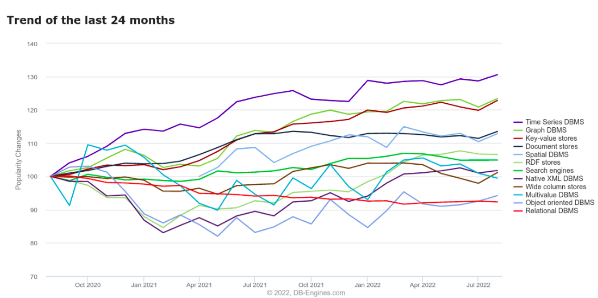 Trend of the last 24 months
140
130
120
110
100
90
80
70
Popularity Changes
Oct 2020
Jan 2021
Apr 2021
Jul 2021
Oct 2021
Jan 2022
Apr 2022
Jul 2022
Time Series DBMS
Graph DBMS
Key-value stores
Document stores
Spatial DBMS
RDF stores
Search engines
Native XML DBMS
Wide column stores
Multivalue DBMS
Object oriented DBMS
Relational DBMS
© 2022, DB-Engines.com